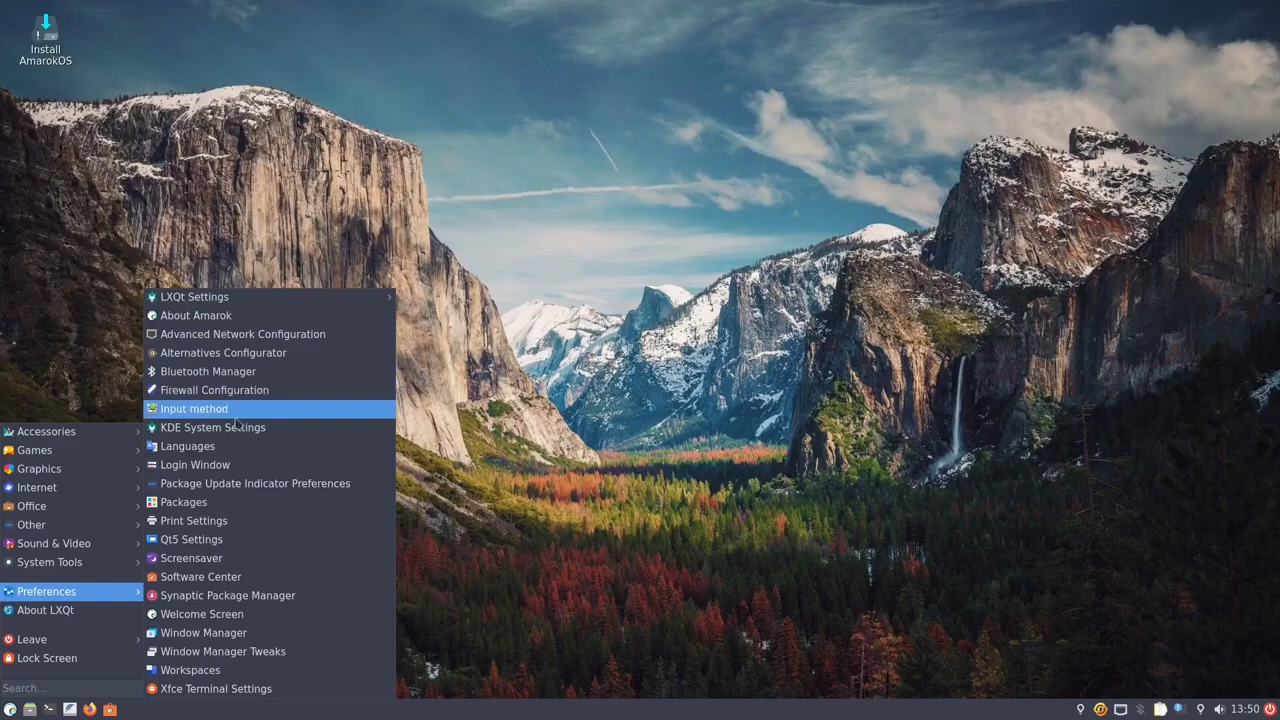 Install
AmarokOS
LXQt Settings
About Amarok
Advanced Network Configuration
Alternatives Configurator
Bluetooth Manager
Firewall Configuration
Input method
KDE System Settings
Languages
Login Window
Package Update Indicator Preferences
Packages
Print Settings
Qt5 Settings
Screensaver
Software Center
Synaptic Package Manager
Welcome Screen
Window Manager
Window Manager Tweaks
Workspaces
Xfce Terminal Settings
Accessories
Games
Graphics
Internet
Office
Other
Sound & Video
System Tools
Preferences
About LXQt
Leave
Lock Screen
Search...
13:50